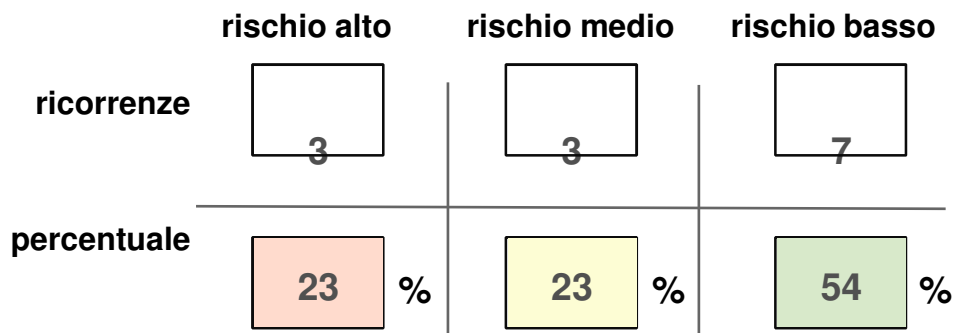 rischio alto rischio medio rischio basso
ricorrenze
3 3 7
percentuale
23 % 23 % 54 %